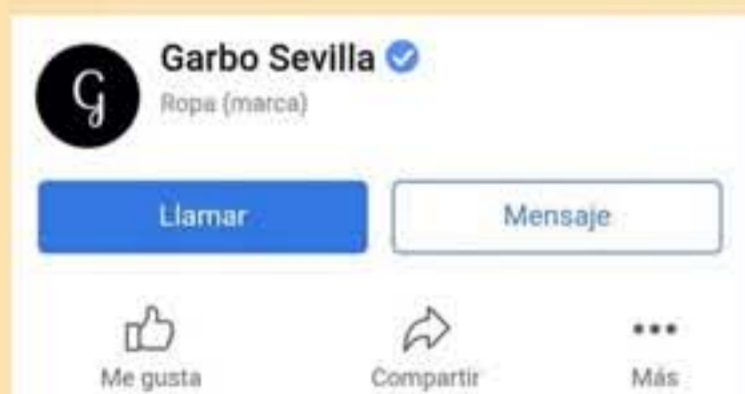 G
Garbo Sevilla
Ropa (marca)
Llamar Mensaje
Me gusta Compartir Más